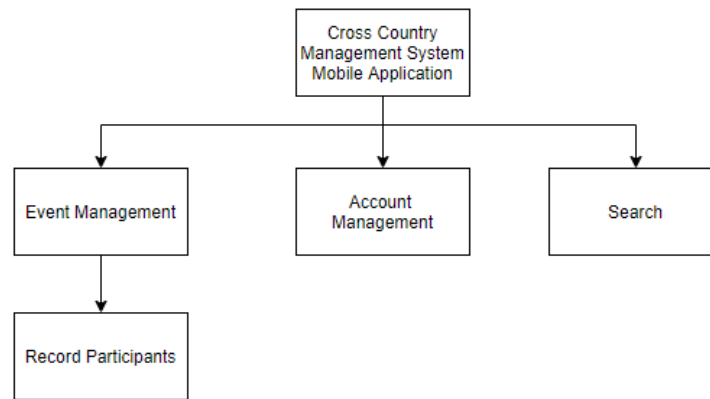 Cross Country
Management System
Mobile Application
Event Management
Account
Management
Search
Record Participants